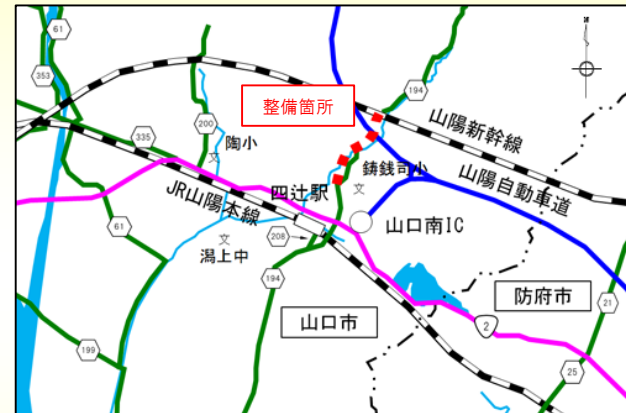 61
353
200
194
整備箇所
335
陶小
文
山陽新幹線
鋳銭司小
文
山陽自動車道
四辻駅
JR山陽本線
山口南IC
61
208
文
潟上中
194
防府市
21
山口市
2
199
25